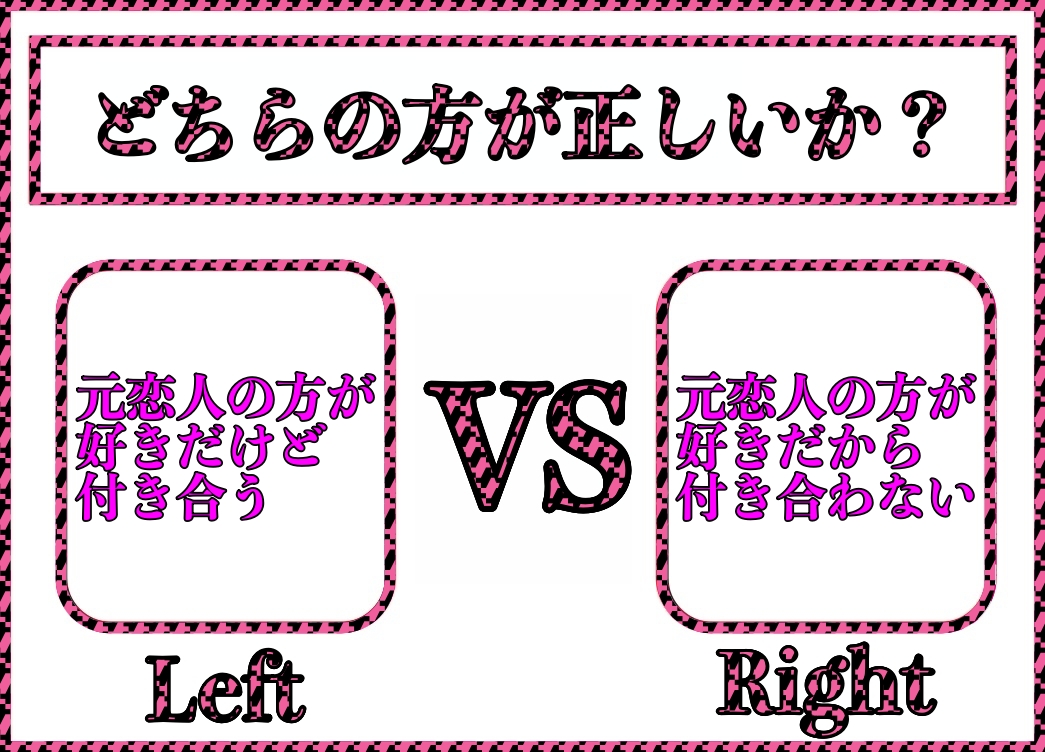 どちらの方が正しいか？
元恋人の方が
好きだけど
付き合う
VS
元恋人の方が
好きだから
付き合わない
Left
Right